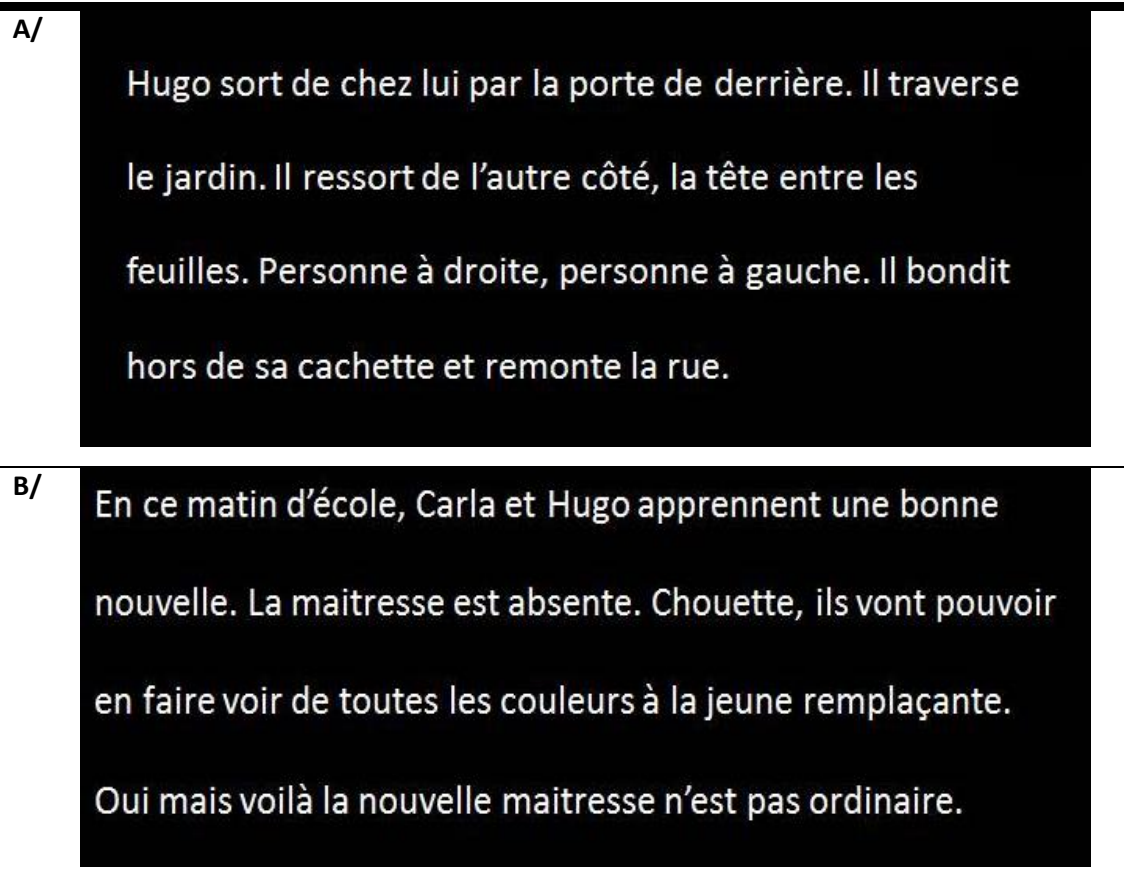 A/
Hugo sort de chez lui par la porte de derrière. Il traverse
le jardin. Il ressort de l’autre côté, la tête entre les
feuilles. Personne à droite, personne à gauche. Il bondit
hors de sa cachette et remonte la rue.
B/
En ce matin d’école, Carla et Hugo apprennent une bonne
nouvelle. La maitresse est absente. Chouette, ils vont pouvoir
en faire voir de toutes les couleurs à la jeune remplaçante.
Oui mais voilà la nouvelle maitresse n’est pas ordinaire.